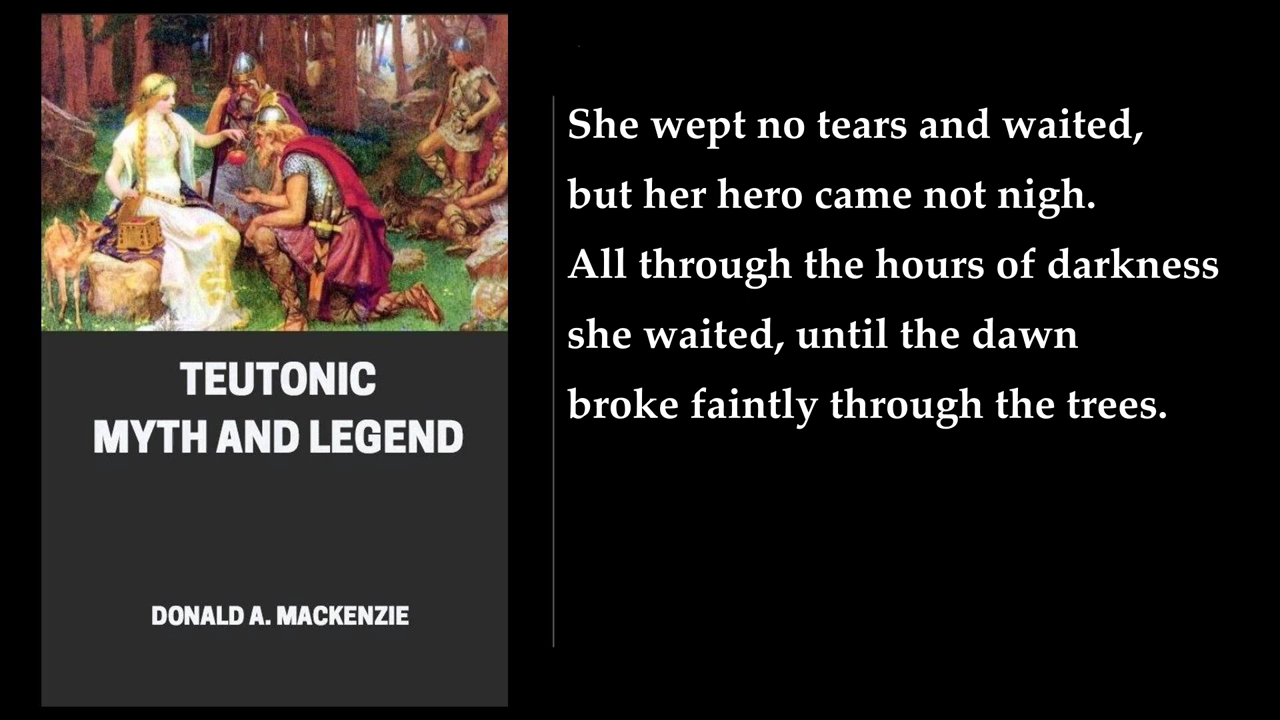 TEUTONIC
MYTH AND LEGEND
DONALD A. MACKENZIE
She wept no tears and waited,
but her hero came not nigh.
All through the hours of darkness
she waited, until the dawn
broke faintly through the trees.